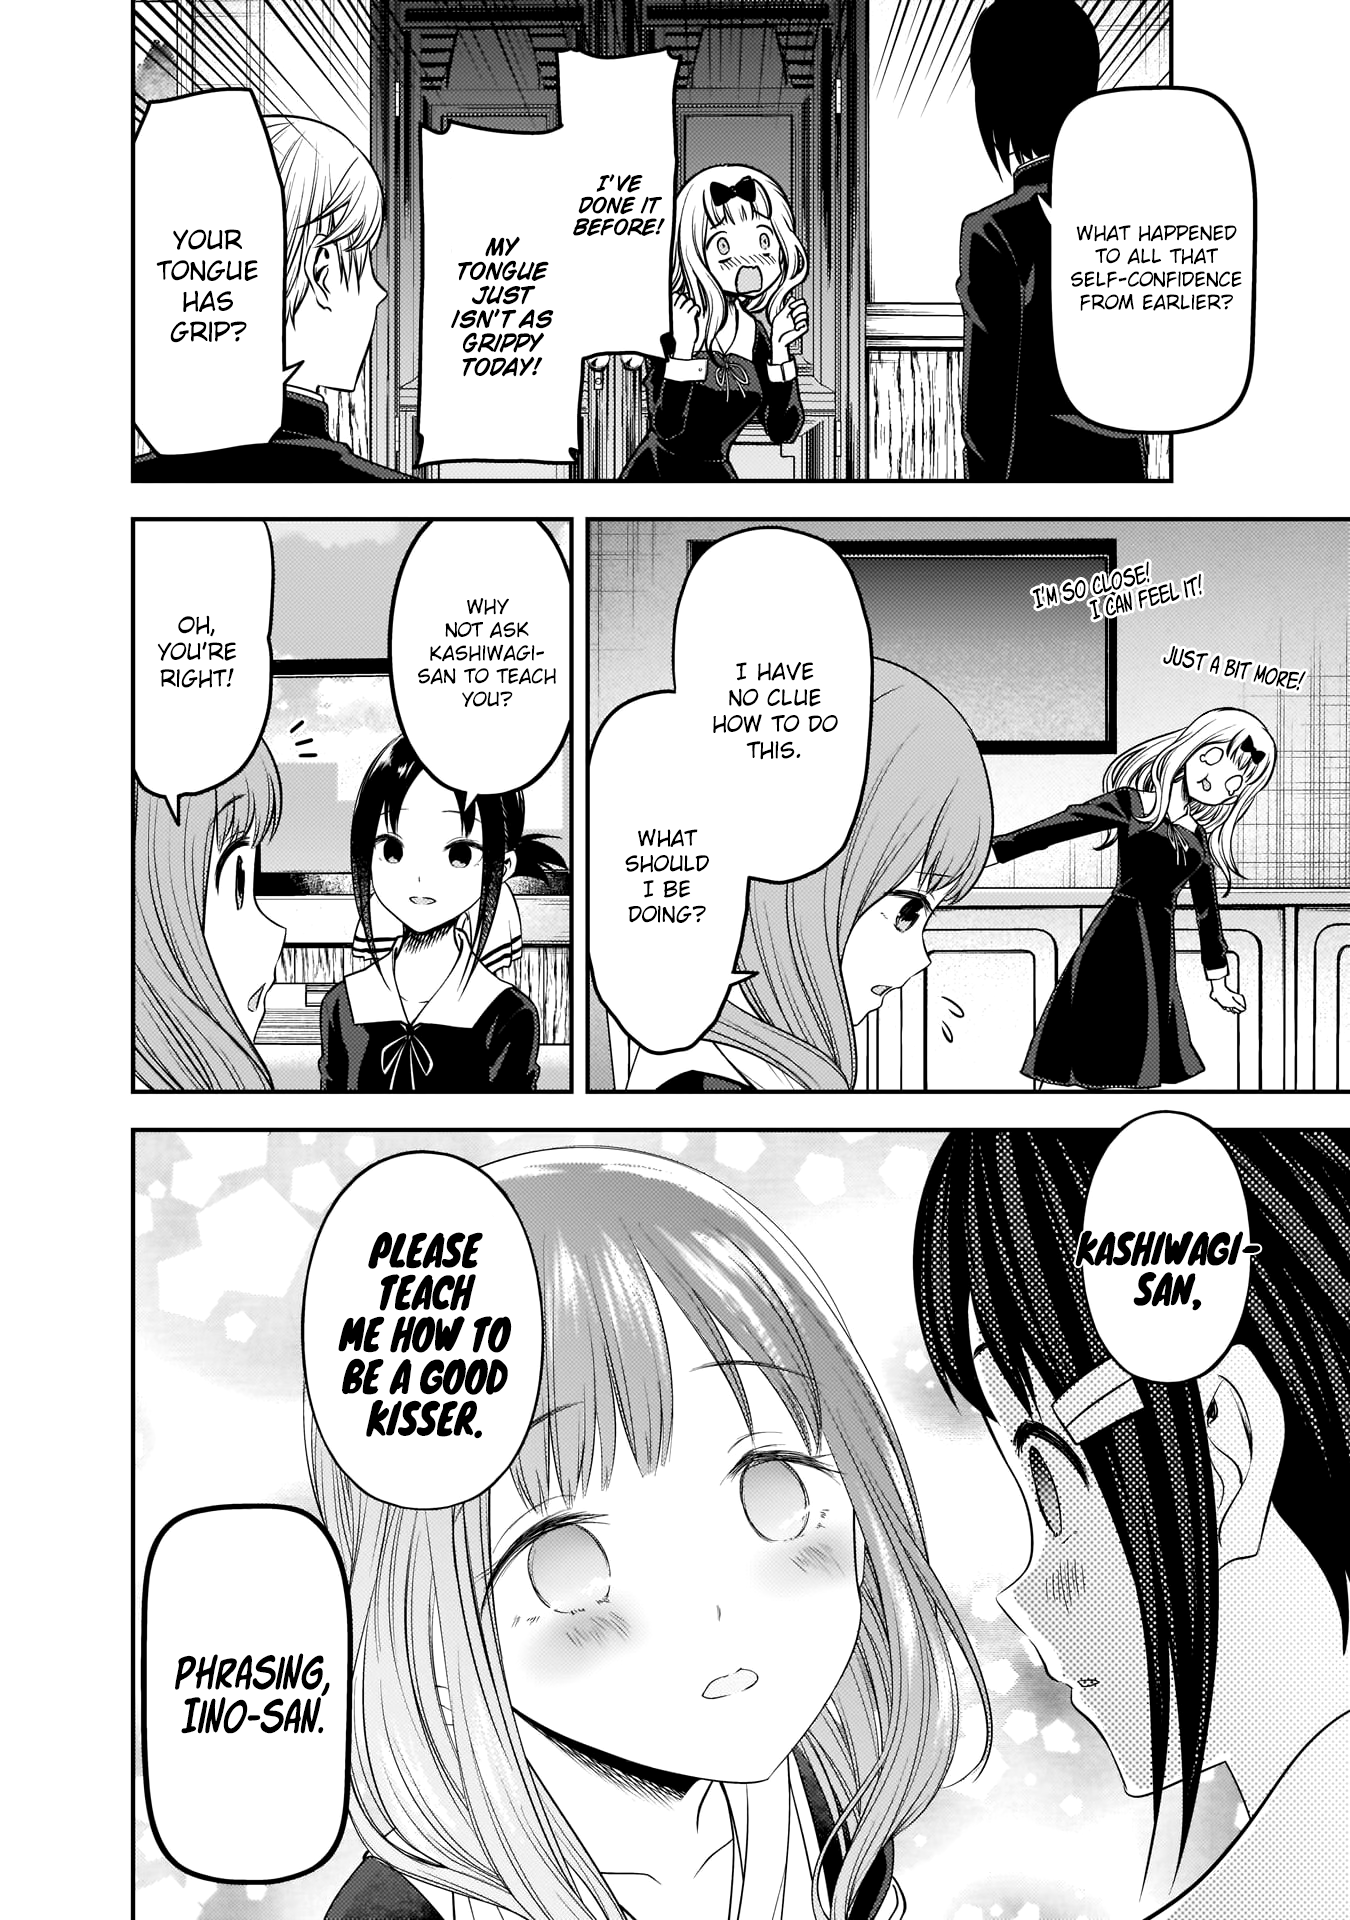 WHAT HAPPENED
TO ALL THAT
SELF-CONFIDENCE
FROM EARLIER?
I'VE
DONE IT
BEFORE!
MY
TONGUE
JUST
ISN'T AS
GRIPPY
TODAY!
YOUR
TONGUE
HAS
GRIP?
I'M SO CLOSE!
I CAN FEEL IT!
JUST A BIT MORE!
I HAVE
NO CLUE
HOW TO DO
THIS.
WHAT
SHOULD
I BE
DOING?
WHY
NOT ASK
KASHIWAGI-
SAN TO TEACH
YOU?
OH,
YOU'RE
RIGHT!
KASHIWAGI-
SAN,
PLEASE
TEACH
ME HOW TO
BE A GOOD
KISSER.
PHRASING,
IINO-SAN.